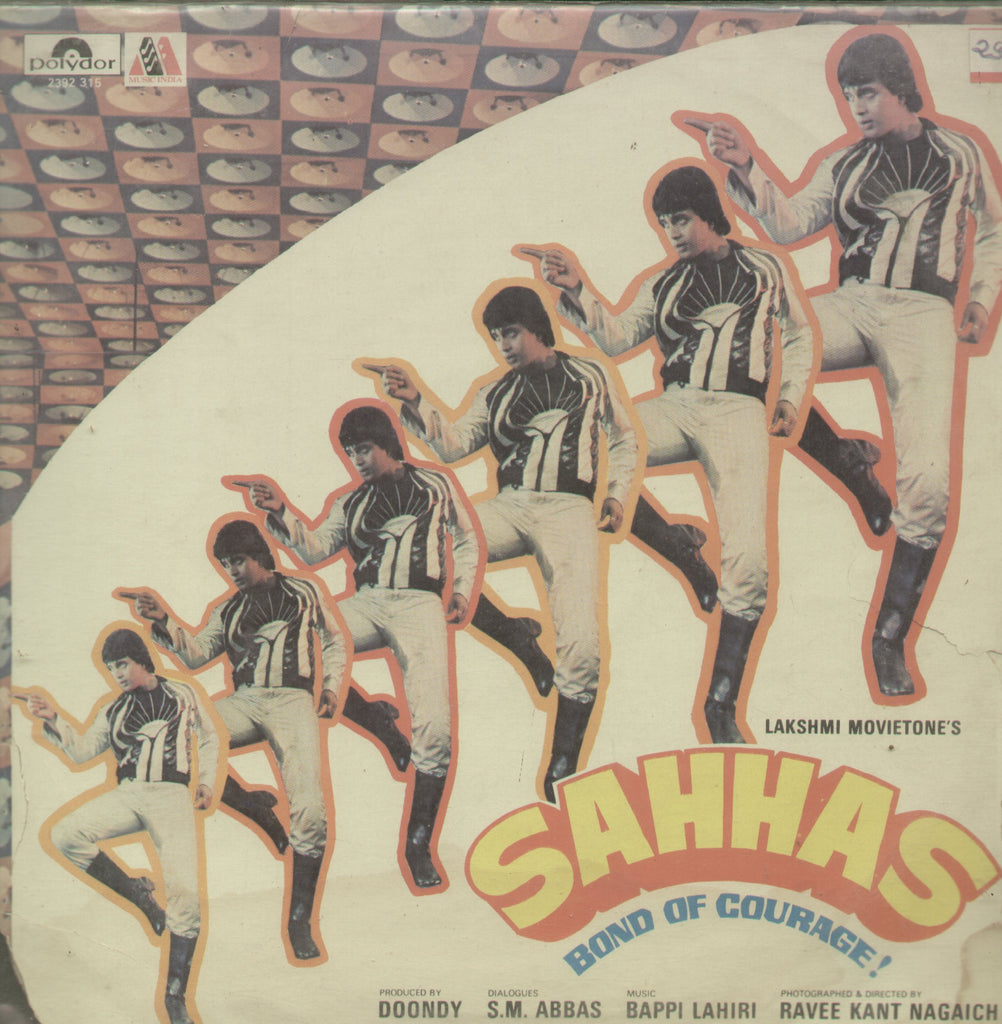 polydor
2392 315
MUSIC INDIA
LAKSHMI MOVIETONE'S
SAHHAS
BOND OF COURAGE!
PRODUCED BY
DOONDY
DIALOGUES
S.M. ABBAS
MUSIC
BAPPI LAHIRI
PHOTOGRAPHED & DIRECTED BY
RAVEE KANT NAGAICH